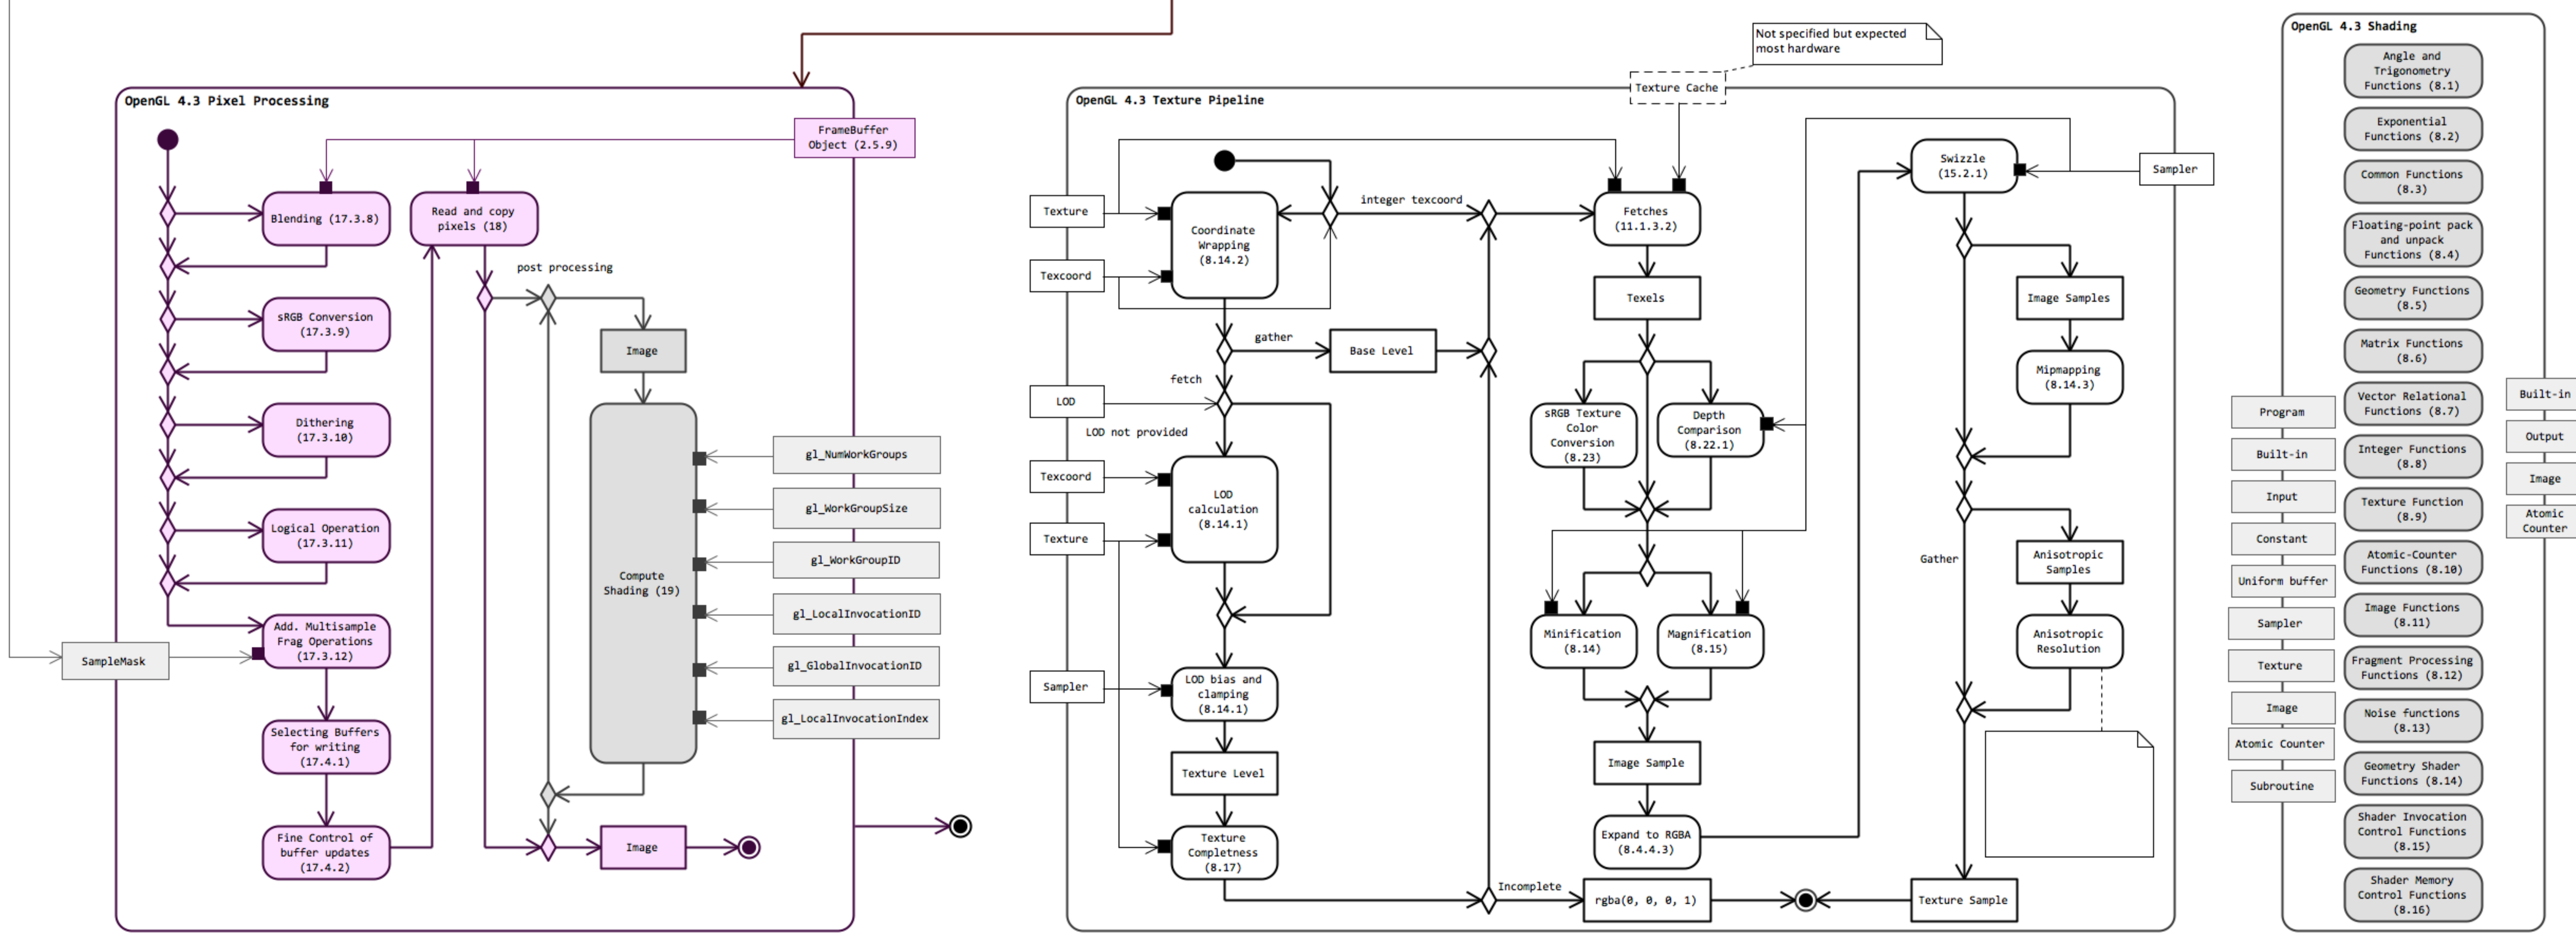 OpenGL 4.3 Pixel Processing
FrameBuffer
Object (2.5.9)
Blending (17.3.8)
Read and copy
pixels (18)
post processing
sRGB Conversion
(17.3.9)
Image
Dithering
(17.3.10)
gl_NumWorkGroups
gl_WorkGroupSize
Logical Operation
(17.3.11)
gl_WorkGroupID
Compute
Shading (19)
gl_LocalInvocationID
Add. Multisample
Frag Operations
(17.3.12)
SampleMask
gl_GlobalInvocationID
gl_LocalInvocationIndex
Selecting Buffers
for writing
(17.4.1)
Fine Control of
buffer updates
(17.4.2)
Image
Not specified but expected
most hardware
Texture Cache
OpenGL 4.3 Texture Pipeline
Texture
Texcoord
Coordinate
Wrapping
(8.14.2)
integer texcoord
gather
Base Level
fetch
LOD
LOD not provided
Texcoord
Texture
LOD
calculation
(8.14.1)
Sampler
LOD bias and
clamping
(8.14.1)
Texture Level
Texture
Completness
(8.17)
Incomplete
rgba(0, 0, 0, 1)
Fetches
(11.1.3.2)
Texels
sRGB Texture
Color
Conversion
(8.23)
Depth
Comparison
(8.22.1)
Minification
(8.14)
Magnification
(8.15)
Image Sample
Expand to RGBA
(8.4.4.3)
Swizzle
(15.2.1)
Sampler
Image Samples
Mipmapping
(8.14.3)
Gather
Anisotropic
Samples
Anisotropic
Resolution
Texture Sample
OpenGL 4.3 Shading
Angle and
Trigonometry
Functions (8.1)
Exponential
Functions (8.2)
Common Functions
(8.3)
Floating-point pack
and unpack
Functions (8.4)
Geometry Functions
(8.5)
Matrix Functions
(8.6)
Vector Relational
Functions (8.7)
Integer Functions
(8.8)
Texture Function
(8.9)
Atomic-Counter
Functions (8.10)
Image Functions
(8.11)
Fragment Processing
Functions (8.12)
Noise functions
(8.13)
Geometry Shader
Functions (8.14)
Shader Invocation
Control Functions
(8.15)
Shader Memory
Control Functions
(8.16)
Program
Built-in
Input
Constant
Uniform buffer
Sampler
Texture
Image
Atomic Counter
Subroutine
Built-in
Output
Image
Atomic
Counter